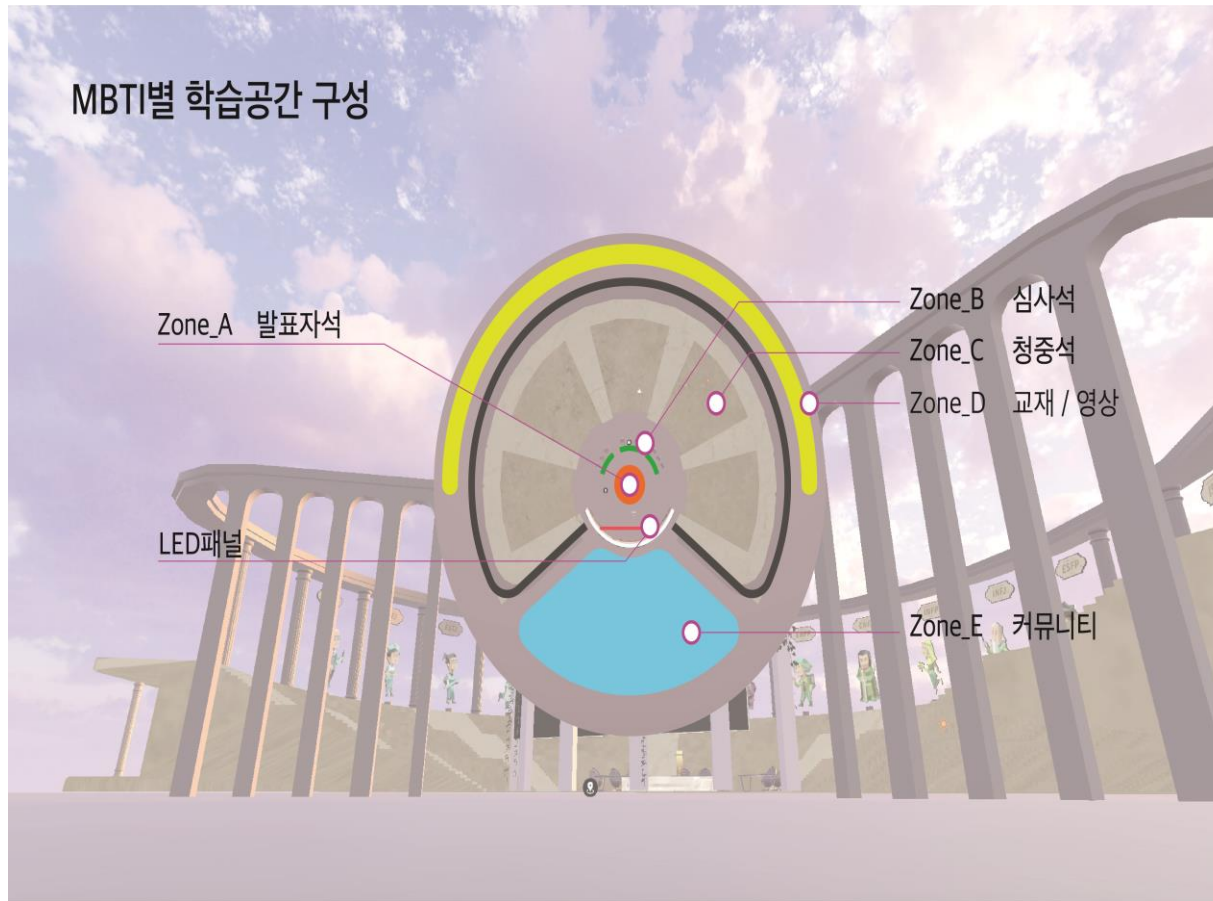 MBTI별 학습공간 구성
Zone_A 발표자석
Zone_B 심사석
Zone_C 청중석
Zone_D 교재 / 영상
LED패널
Zone_E 커뮤니티
ESFP
INFJ